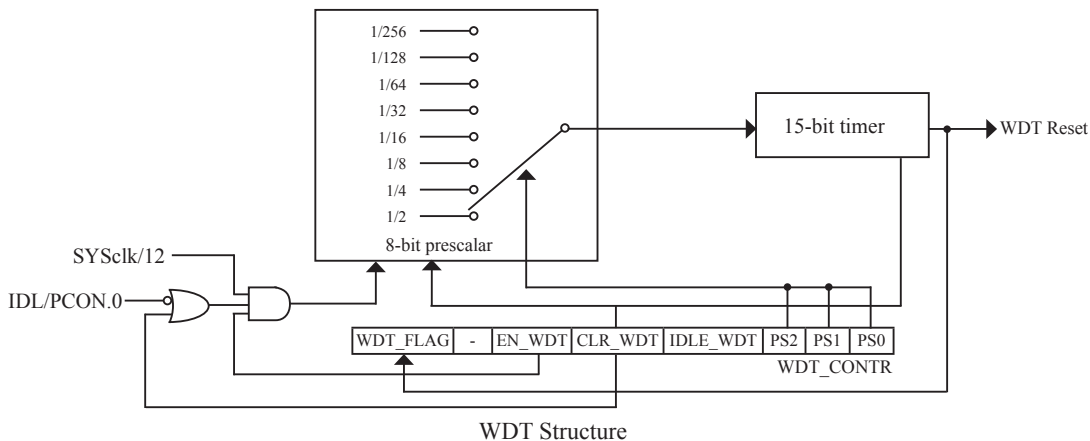 1/256
1/128
1/64
1/32
1/16
1/8
1/4
1/2
8-bit prescalar
15-bit timer
WDT Reset
SYSclk/12
IDL/PCON.0
WDT_FLAG - EN_WDT CLR_WDT IDLE_WDT PS2 PS1 PS0
WDT_CONTR
WDT Structure